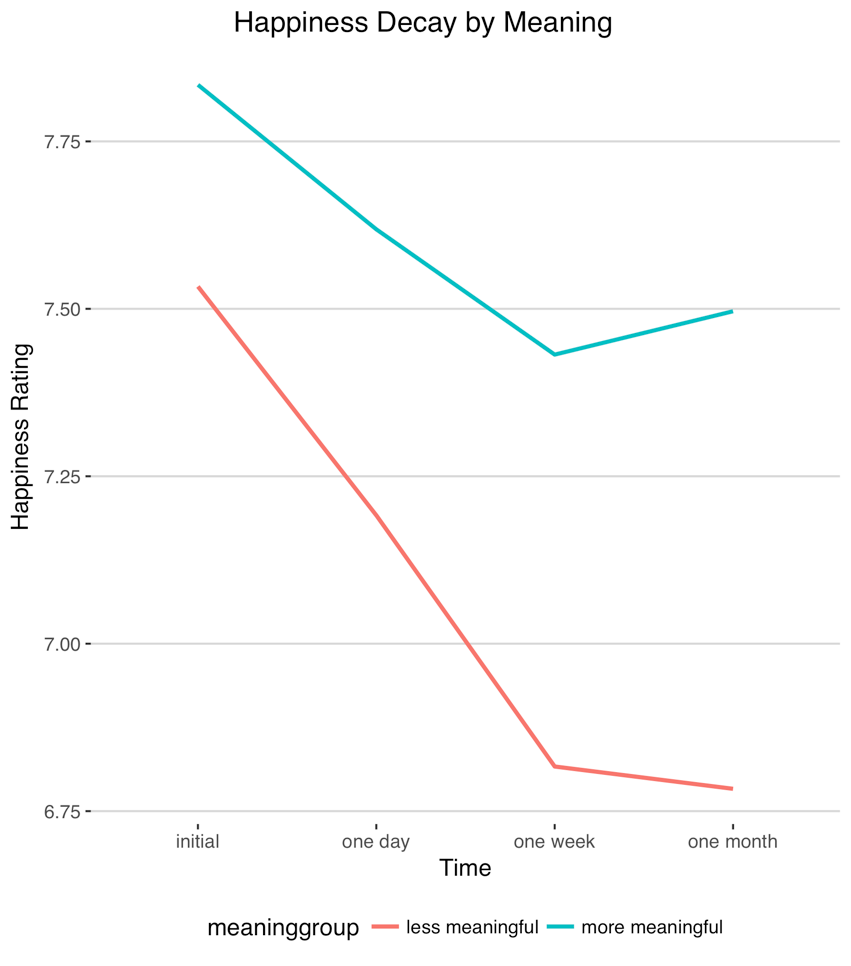 Happiness Decay by Meaning
Happiness Rating
7.75
7.50
7.25
7.00
6.75
initial one day one week one month
Time
meaninggroup less meaningful more meaningful